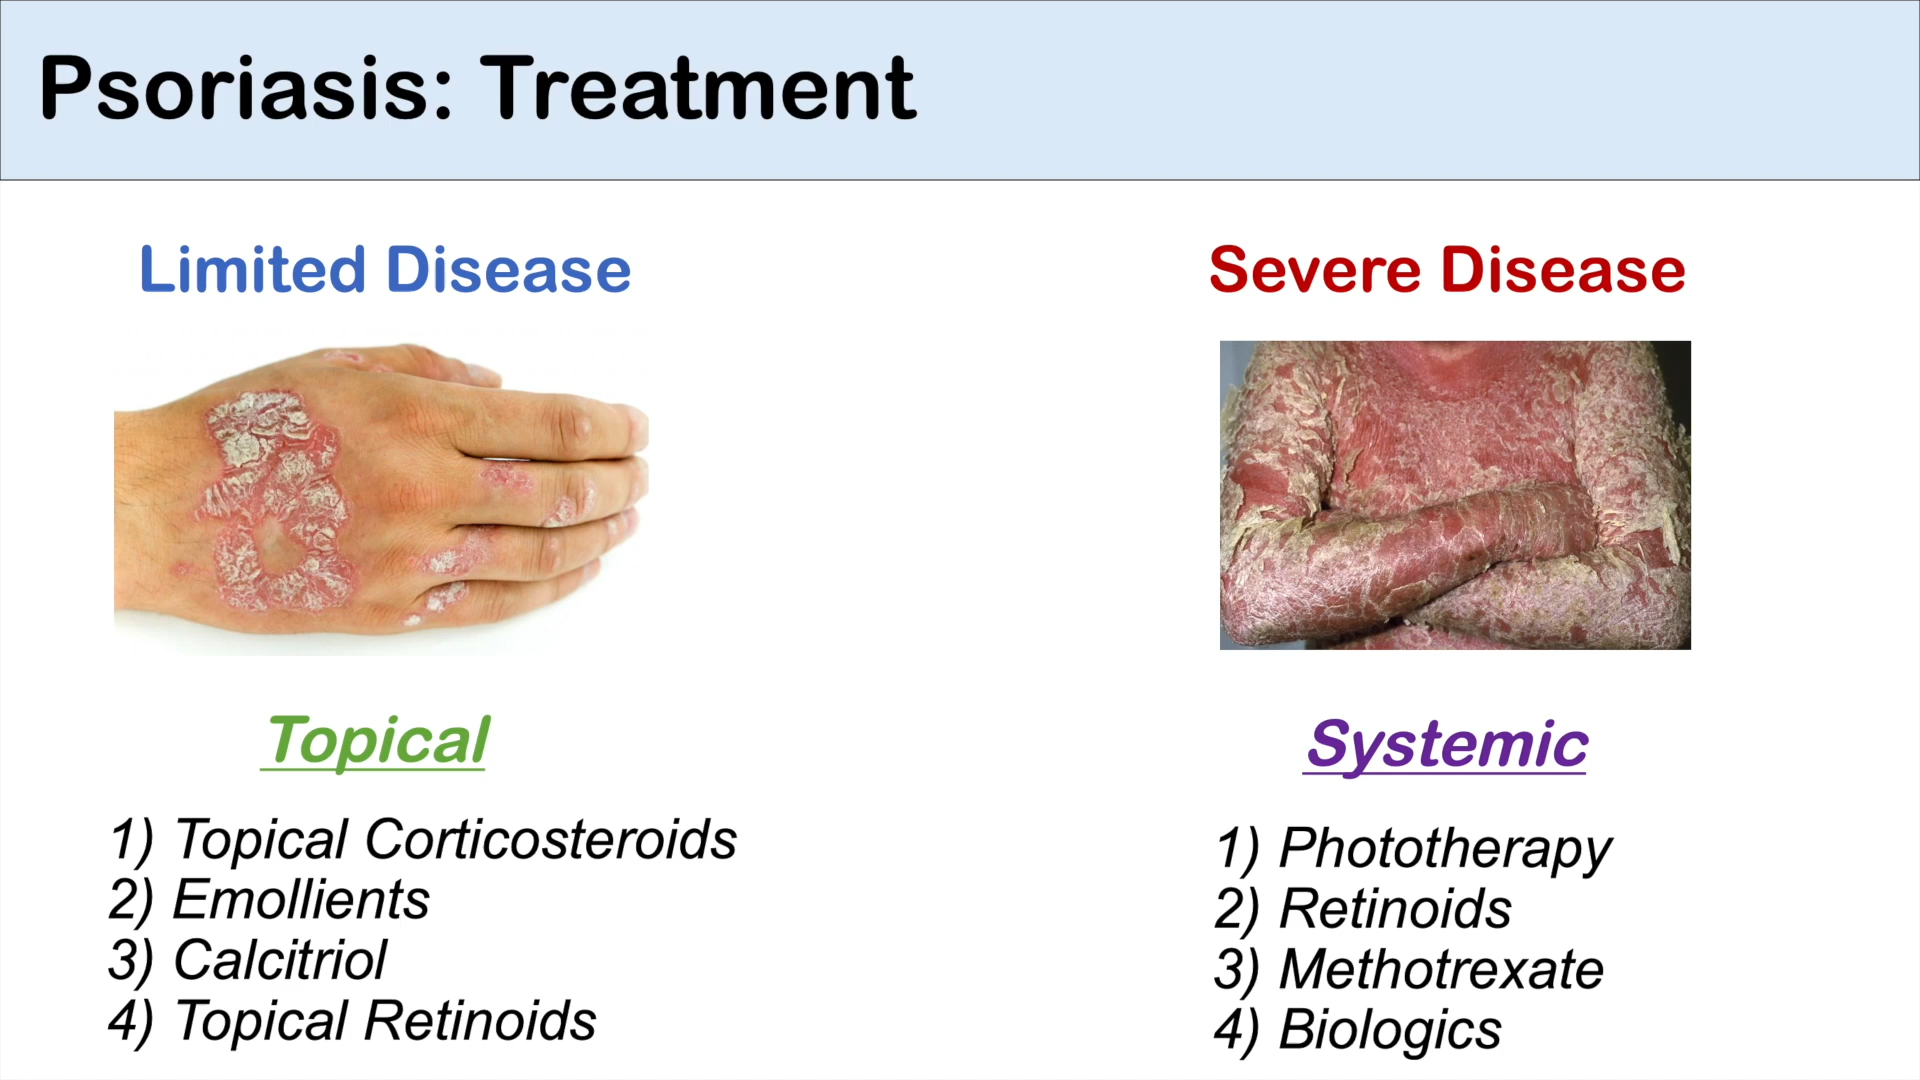 Psoriasis: Treatment
Limited Disease
Topical
1) Topical Corticosteroids
2) Emollients
3) Calcitriol
4) Topical Retinoids
Severe Disease
Systemic
1) Phototherapy
2) Retinoids
3) Methotrexate
4) Biologics